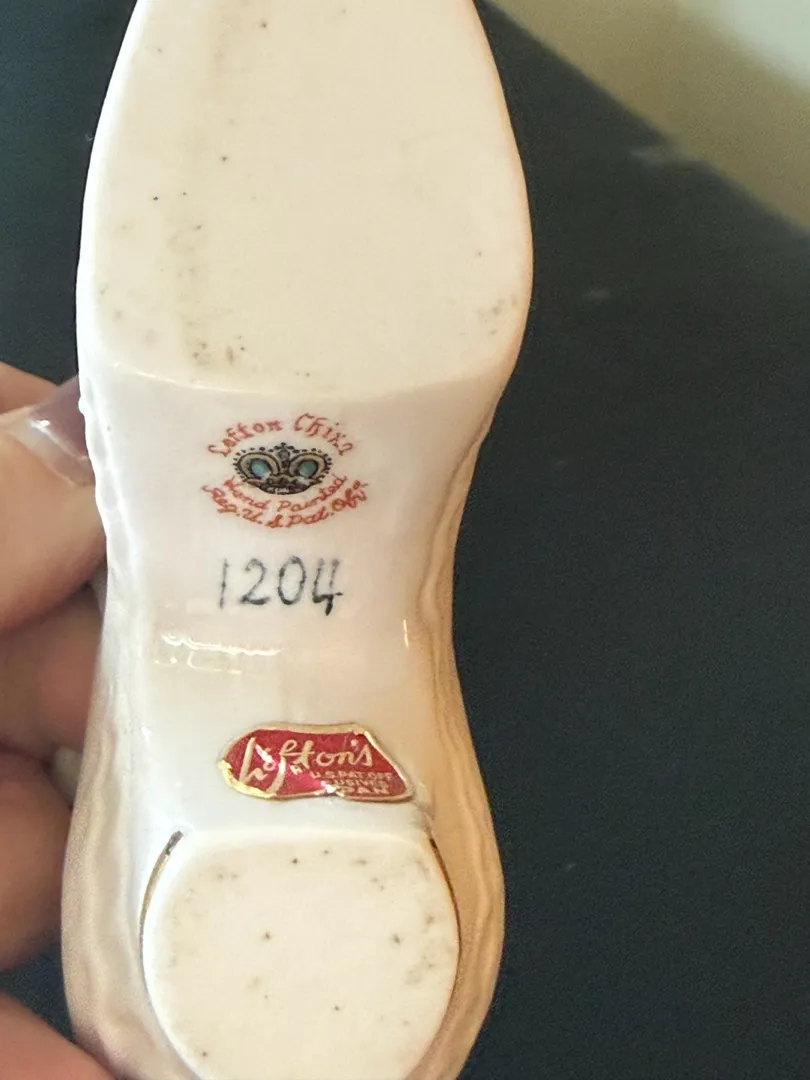 Lefton China
Hand Painted
Reg. U.S. Pat. Off.
1204
Lefton's
U.S. PAT. OFF.